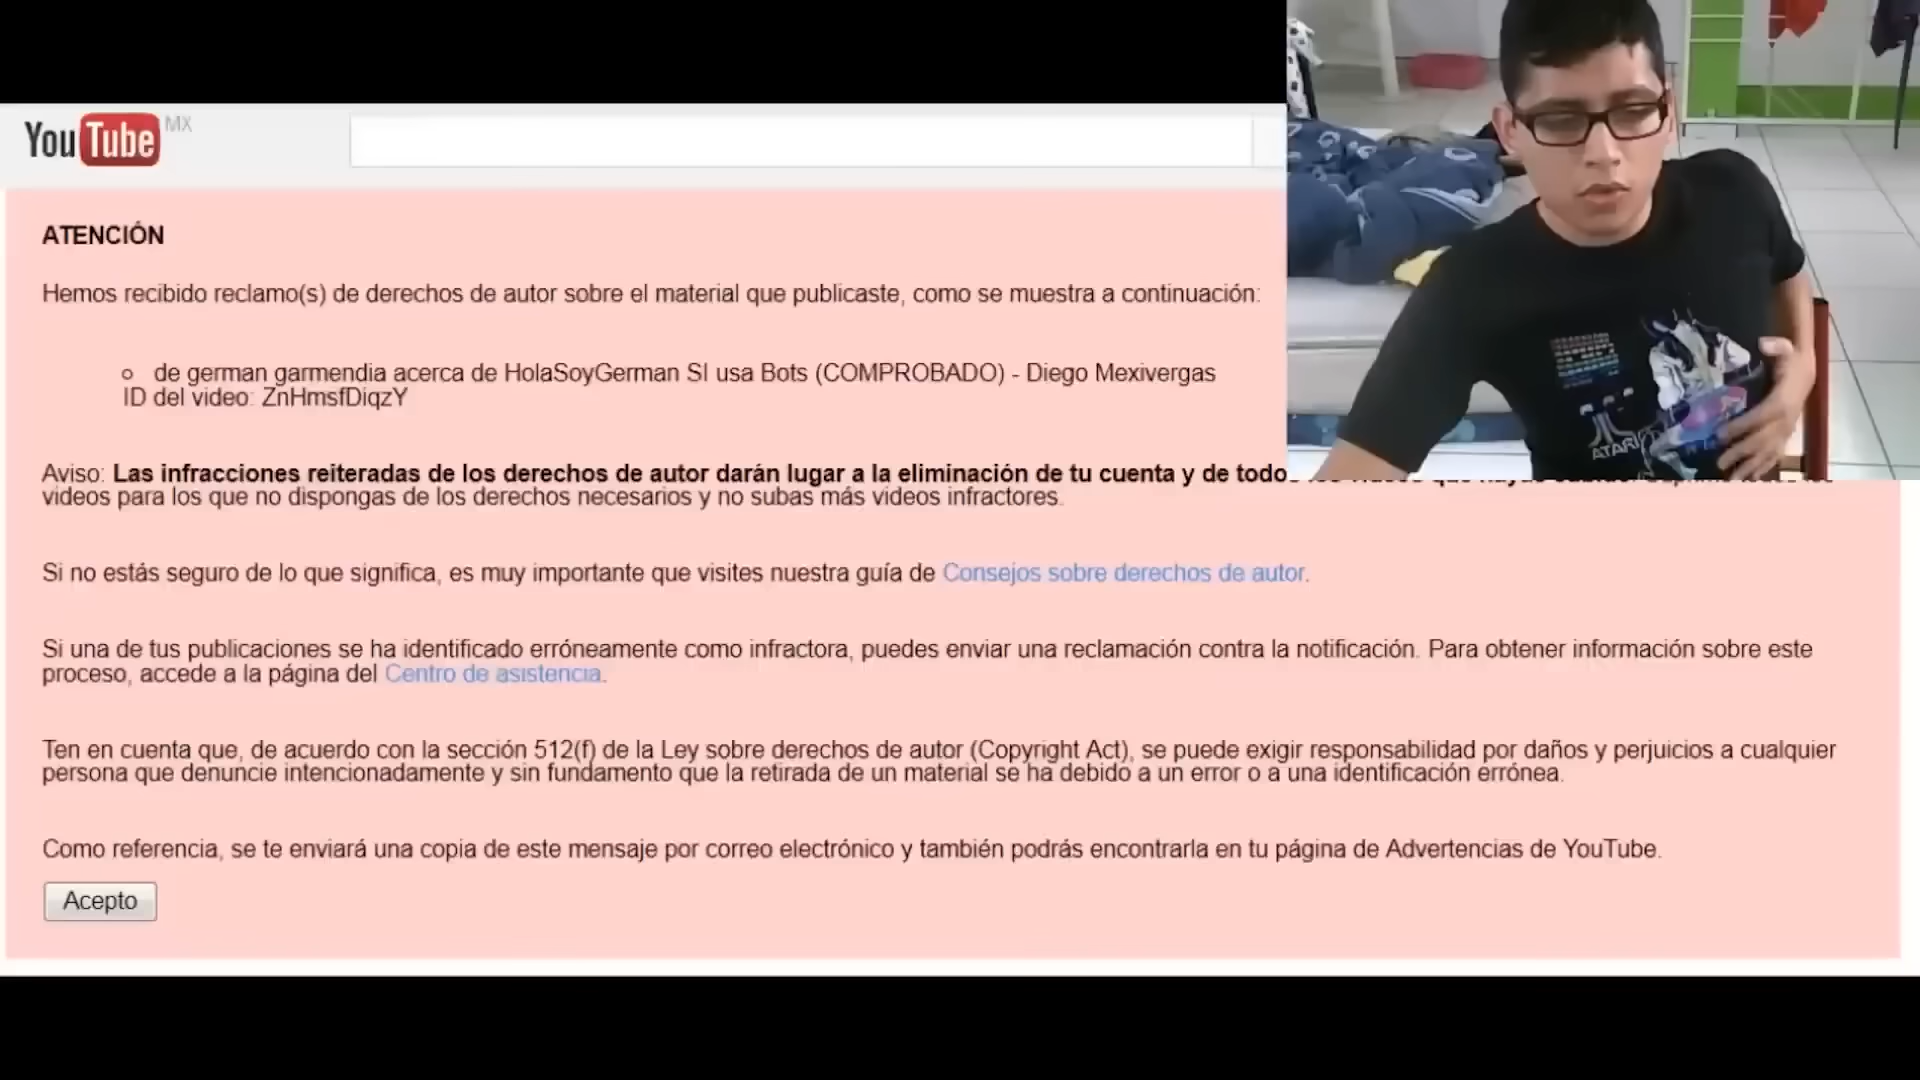 YouTube MX
ATENCIÓN
Hemos recibido reclamo(s) de derechos de autor sobre el material que publicaste, como se muestra a continuación:
de german garmendia acerca de HolaSoyGerman SI usa Bots (COMPROBADO) - Diego Mexivergas
ID del video: ZnHmsfDiqzY
Aviso: Las infracciones reiteradas de los derechos de autor darán lugar a la eliminación de tu cuenta y de todo
videos para los que no dispongas de los derechos necesarios y no subas más videos infractores.
Si no estás seguro de lo que significa, es muy importante que visites nuestra guía de Consejos sobre derechos de autor.
Si una de tus publicaciones se ha identificado erróneamente como infractora, puedes enviar una reclamación contra la notificación. Para obtener información sobre este
proceso, accede a la página del Centro de asistencia.
Ten en cuenta que, de acuerdo con la sección 512(f) de la Ley sobre derechos de autor (Copyright Act), se puede exigir responsabilidad por daños y perjuicios a cualquier
persona que denuncie intencionadamente y sin fundamento que la retirada de un material se ha debido a un error o a una identificación errónea.
Como referencia, se te enviará una copia de este mensaje por correo electrónico y también podrás encontrarla en tu página de Advertencias de YouTube.
Acepto
ATARI